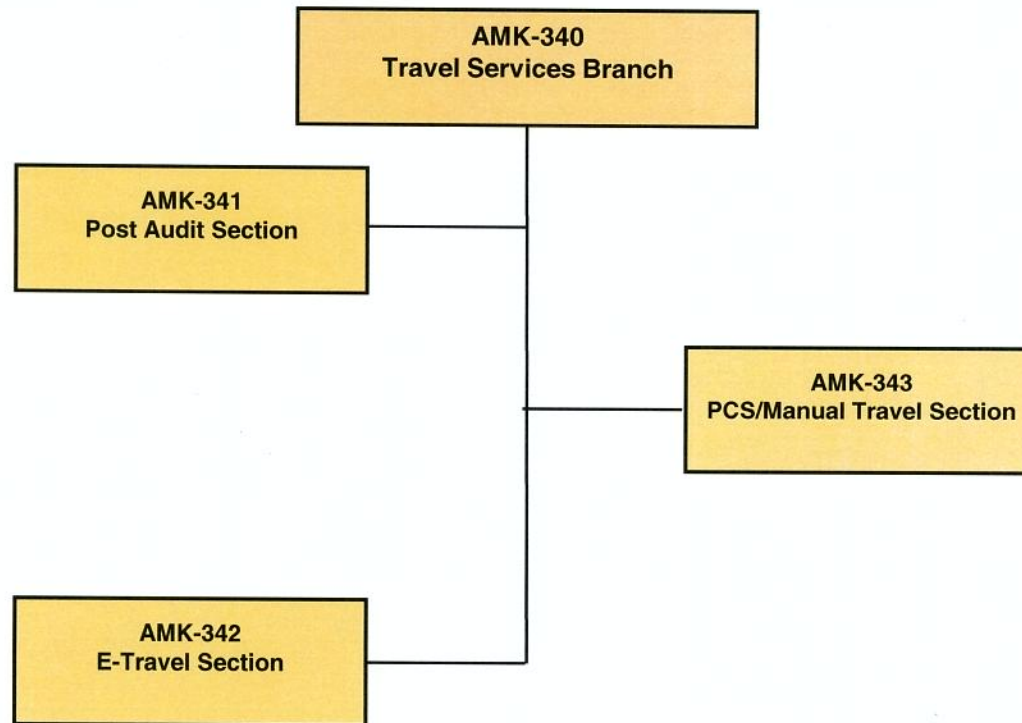 AMK-340
Travel Services Branch
AMK-341
Post Audit Section
AMK-343
PCS/Manual Travel Section
AMK-342
E-Travel Section